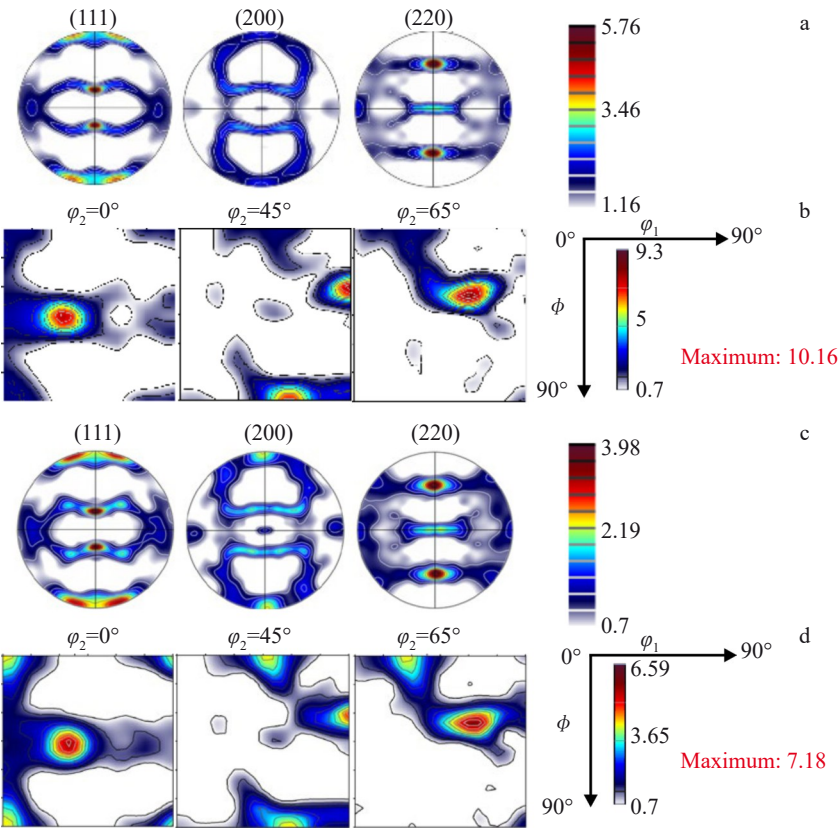 (111) (200) (220) a
5.76
3.46
1.16
φ₂=0° φ₂=45° φ₂=65° b
0° φ₁ 90°
9.3
ϕ 5
Maximum: 10.16
90° 0.7
(111) (200) (220) c
3.98
2.19
0.7
φ₂=0° φ₂=45° φ₂=65° d
0° φ₁ 90°
6.59
ϕ 3.65
Maximum: 7.18
90° 0.7